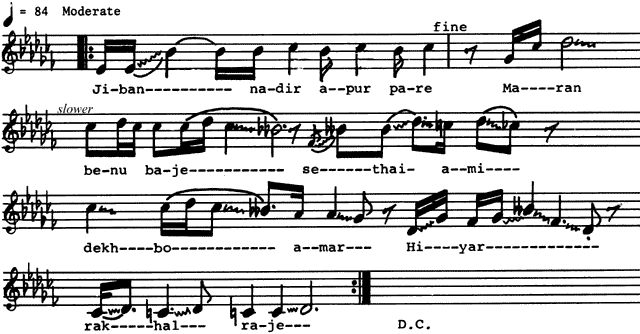 ♩ = 84 Moderate
fine
Ji-ban---------- na-dir a--pur pa-re Ma----ran
slower
be-nu ba-je------------ se------thai- a-mi----
dekh---bo------------- a-mar--- Hi---yar--------------
rak-----hal--- ra-je--- D.C.